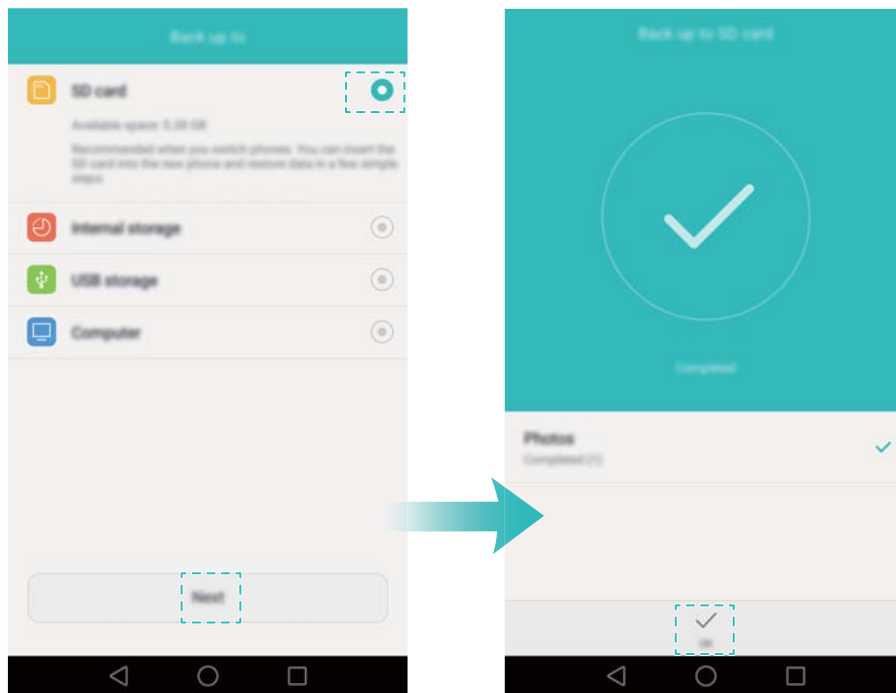 Back up to
SD card
Available space: GB
Recommended when you switch phones. You can insert the
SD card into the new phone and restore data in a few simple
steps.
Internal storage
USB storage
Computer
Next
Back up to SD card
Completed
Photos
Completed (1)
OK